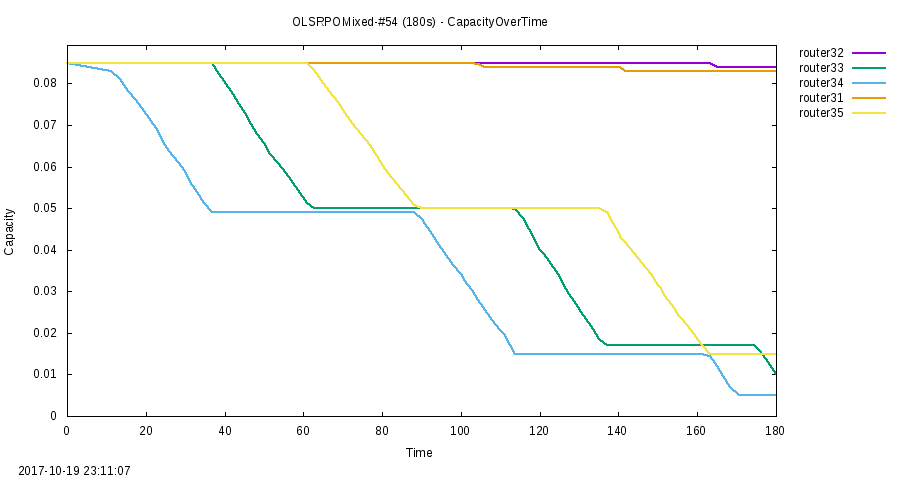 OLSRPOMixed-#54 (180s) - CapacityOverTime
router32
router33
router34
router31
router35
0.08
0.07
0.06
0.05
0.04
0.03
0.02
0.01
0
Capacity
0 20 40 60 80 100 120 140 160 180
Time
2017-10-19 23:11:07